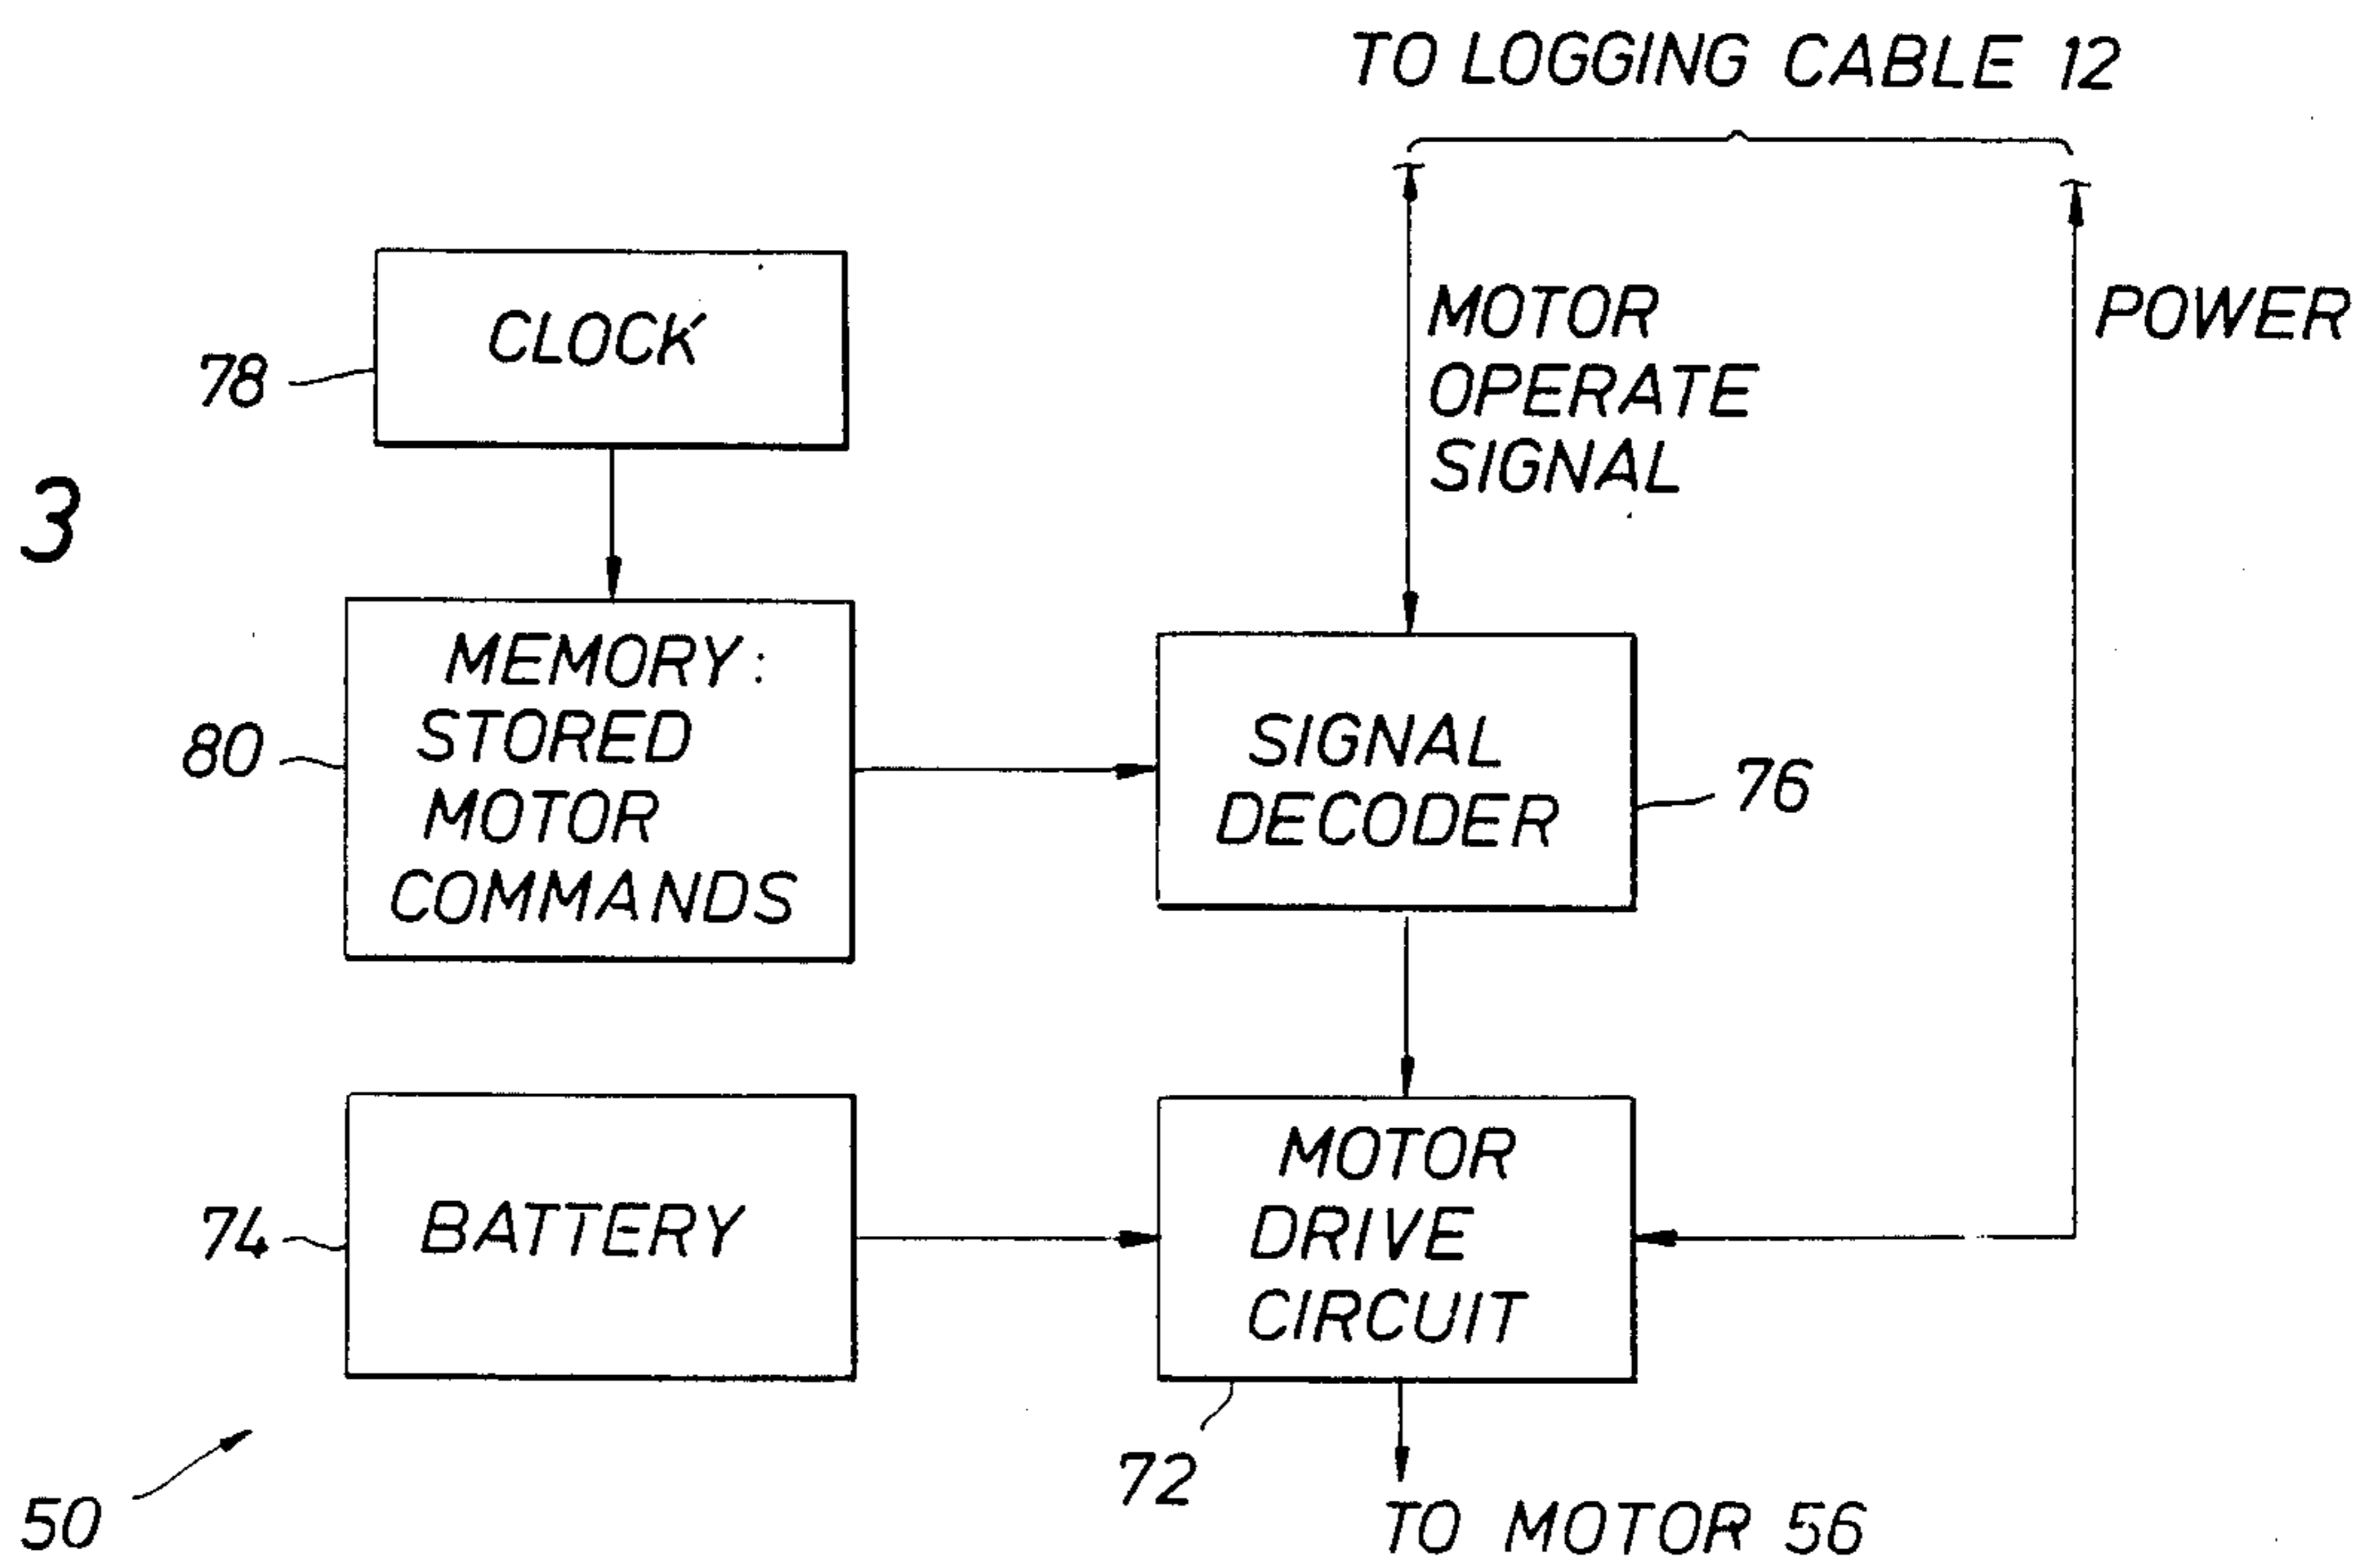 TO LOGGING CABLE 12
CLOCK
78
MOTOR
OPERATE
SIGNAL
POWER
3
MEMORY:
STORED
MOTOR
COMMANDS
80
SIGNAL
DECODER
76
BATTERY
74
MOTOR
DRIVE
CIRCUIT
72
50
TO MOTOR 56